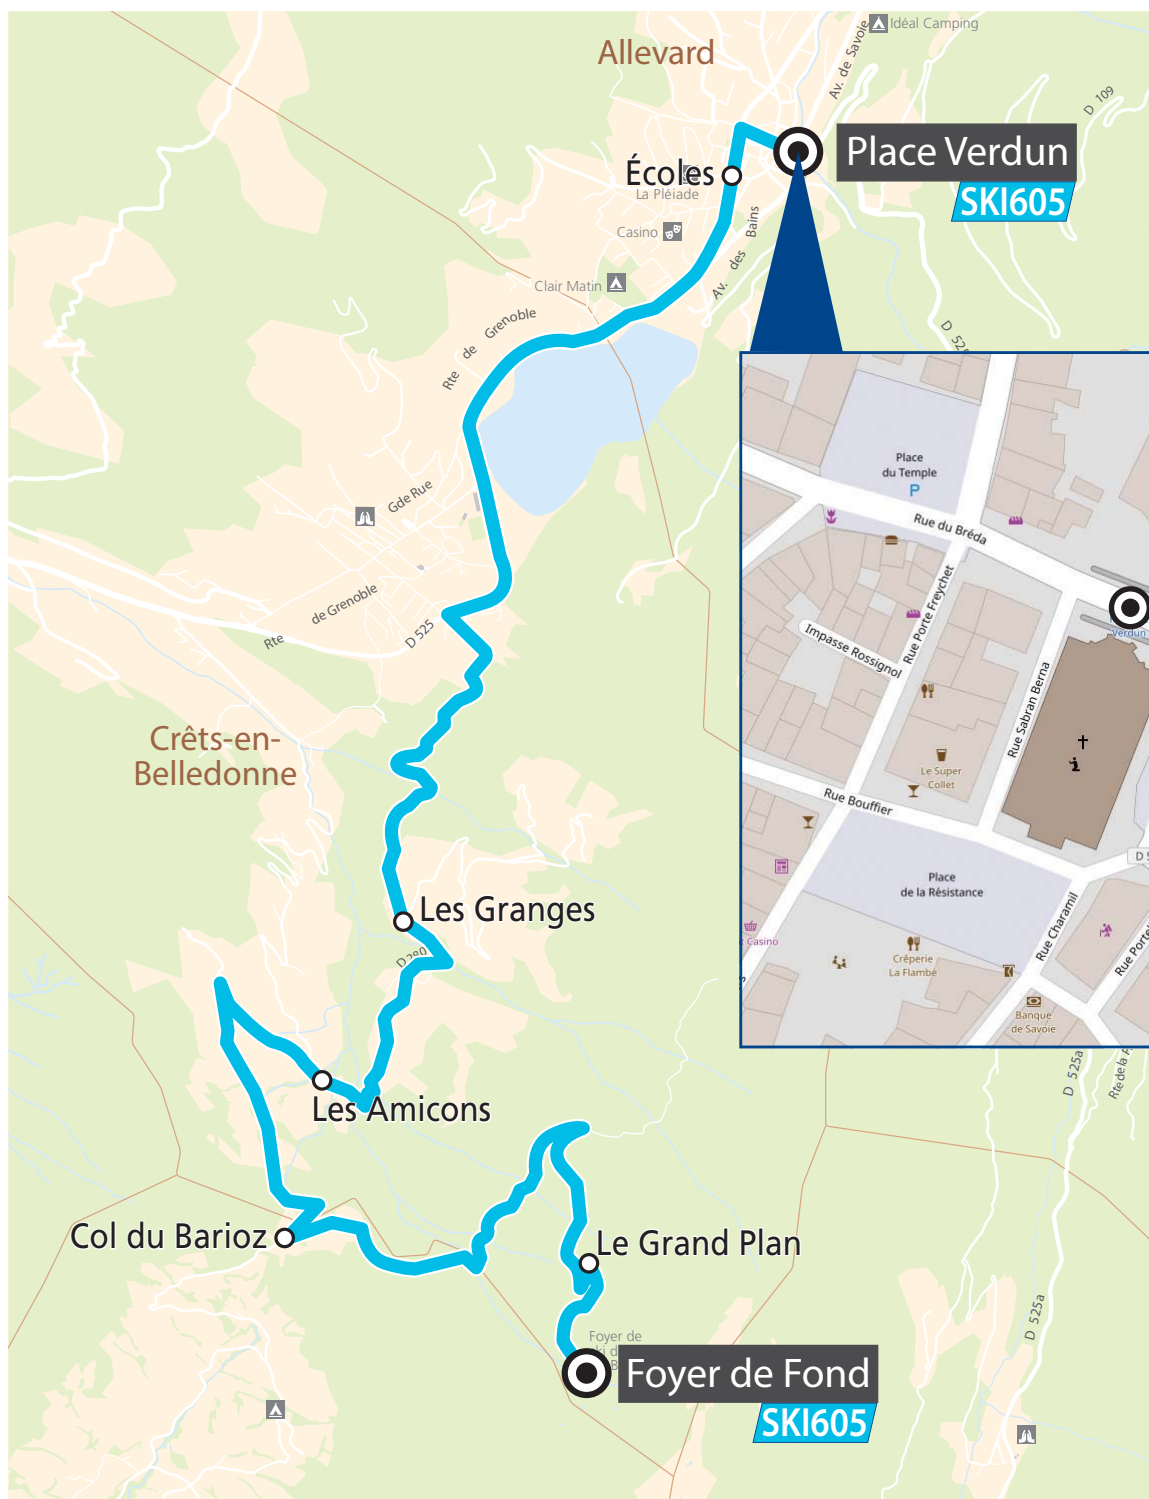 Idéal Camping
Allevard
Av. de Savoie
D 109
Place Verdun
SKI605
Écoles
La Pléiade
Casino
Av. des Bains
Clair Matin
Rte de Grenoble
D 525
Place
du Temple
P
Rue du Bréda
Gde Rue
Rue Porte Freychet
Verdun
Impasse Rossignol
Rte de Grenoble
D 525
Rue Sabran Berna
Crêts-en-
Belledonne
Le Super
Collet
Rue Bouffier
D 5
Place
de la Résistance
Les Granges
Rue Charamil
Casino
D 280
Crêperie
La Flambé
Banque
de Savoie
D 525a
Les Amicons
Col du Barioz
Le Grand Plan
D 525a
Foyer de
Foyer de Fond
SKI605